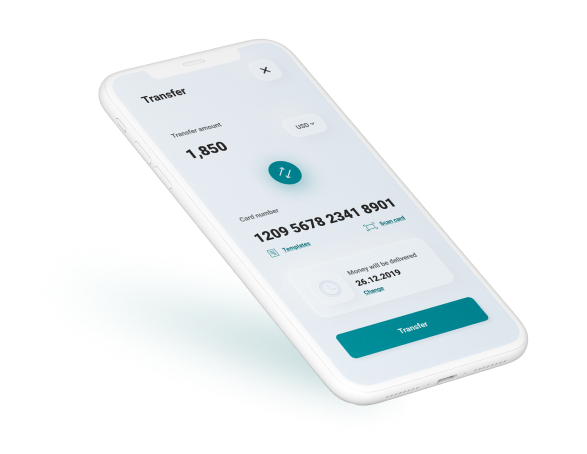 Transfer
Transfer amount
USD
1,850
Card number
1209 5678 2341 8901
Templates
Scan card
Money will be delivered
26.12.2019
Change
Transfer